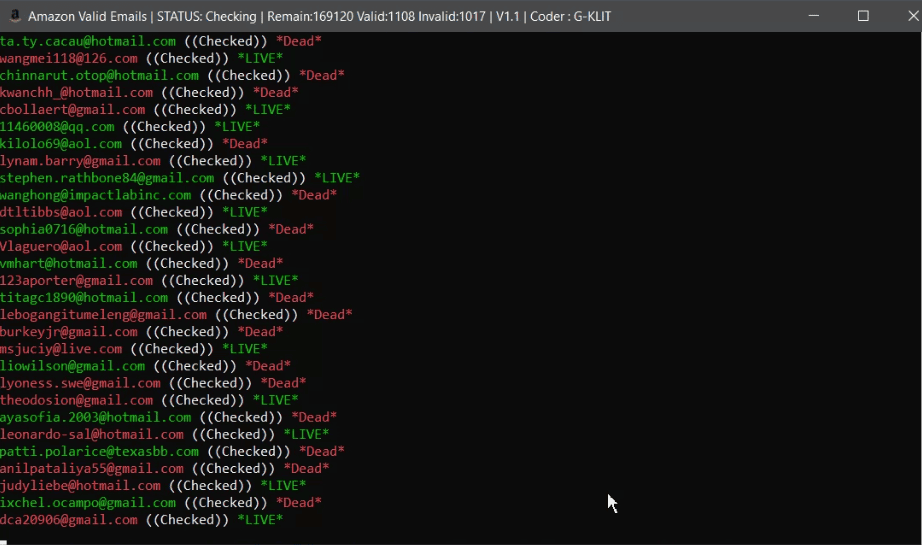 Amazon Valid Emails | STATUS: Checking | Remain:169120 Valid:1108 Invalid:1017 | V1.1 | Coder : G-KLIT
ta.ty.cacau@hotmail.com ((Checked)) *Dead*
wangmei118@126.com ((Checked)) *LIVE*
chinnarut.otop@hotmail.com ((Checked)) *Dead*
kwanchh_@hotmail.com ((Checked)) *Dead*
cbollaert@gmail.com ((Checked)) *LIVE*
11460008@qq.com ((Checked)) *LIVE*
kilolo69@aol.com ((Checked)) *Dead*
lynam.barry@gmail.com ((Checked)) *LIVE*
stephen.rathbone84@gmail.com ((Checked)) *LIVE*
wanghong@impactlabinc.com ((Checked)) *Dead*
dtltibbs@aol.com ((Checked)) *LIVE*
sophia0716@hotmail.com ((Checked)) *Dead*
Vlaguero@aol.com ((Checked)) *LIVE*
vmhart@hotmail.com ((Checked)) *Dead*
123aporter@gmail.com ((Checked)) *LIVE*
titagc1890@hotmail.com ((Checked)) *Dead*
lebogangitumeleng@gmail.com ((Checked)) *Dead*
burkeyjr@gmail.com ((Checked)) *Dead*
msjuciy@live.com ((Checked)) *LIVE*
liowilson@gmail.com ((Checked)) *Dead*
lyoness.swe@gmail.com ((Checked)) *Dead*
theodosion@gmail.com ((Checked)) *LIVE*
ayasofia.2003@hotmail.com ((Checked)) *Dead*
leonardo-sal@hotmail.com ((Checked)) *LIVE*
patti.polarice@texasbb.com ((Checked)) *Dead*
anilpataliya55@gmail.com ((Checked)) *Dead*
judyliebe@hotmail.com ((Checked)) *LIVE*
ixchel.ocampo@gmail.com ((Checked)) *Dead*
dca20906@gmail.com ((Checked)) *LIVE*